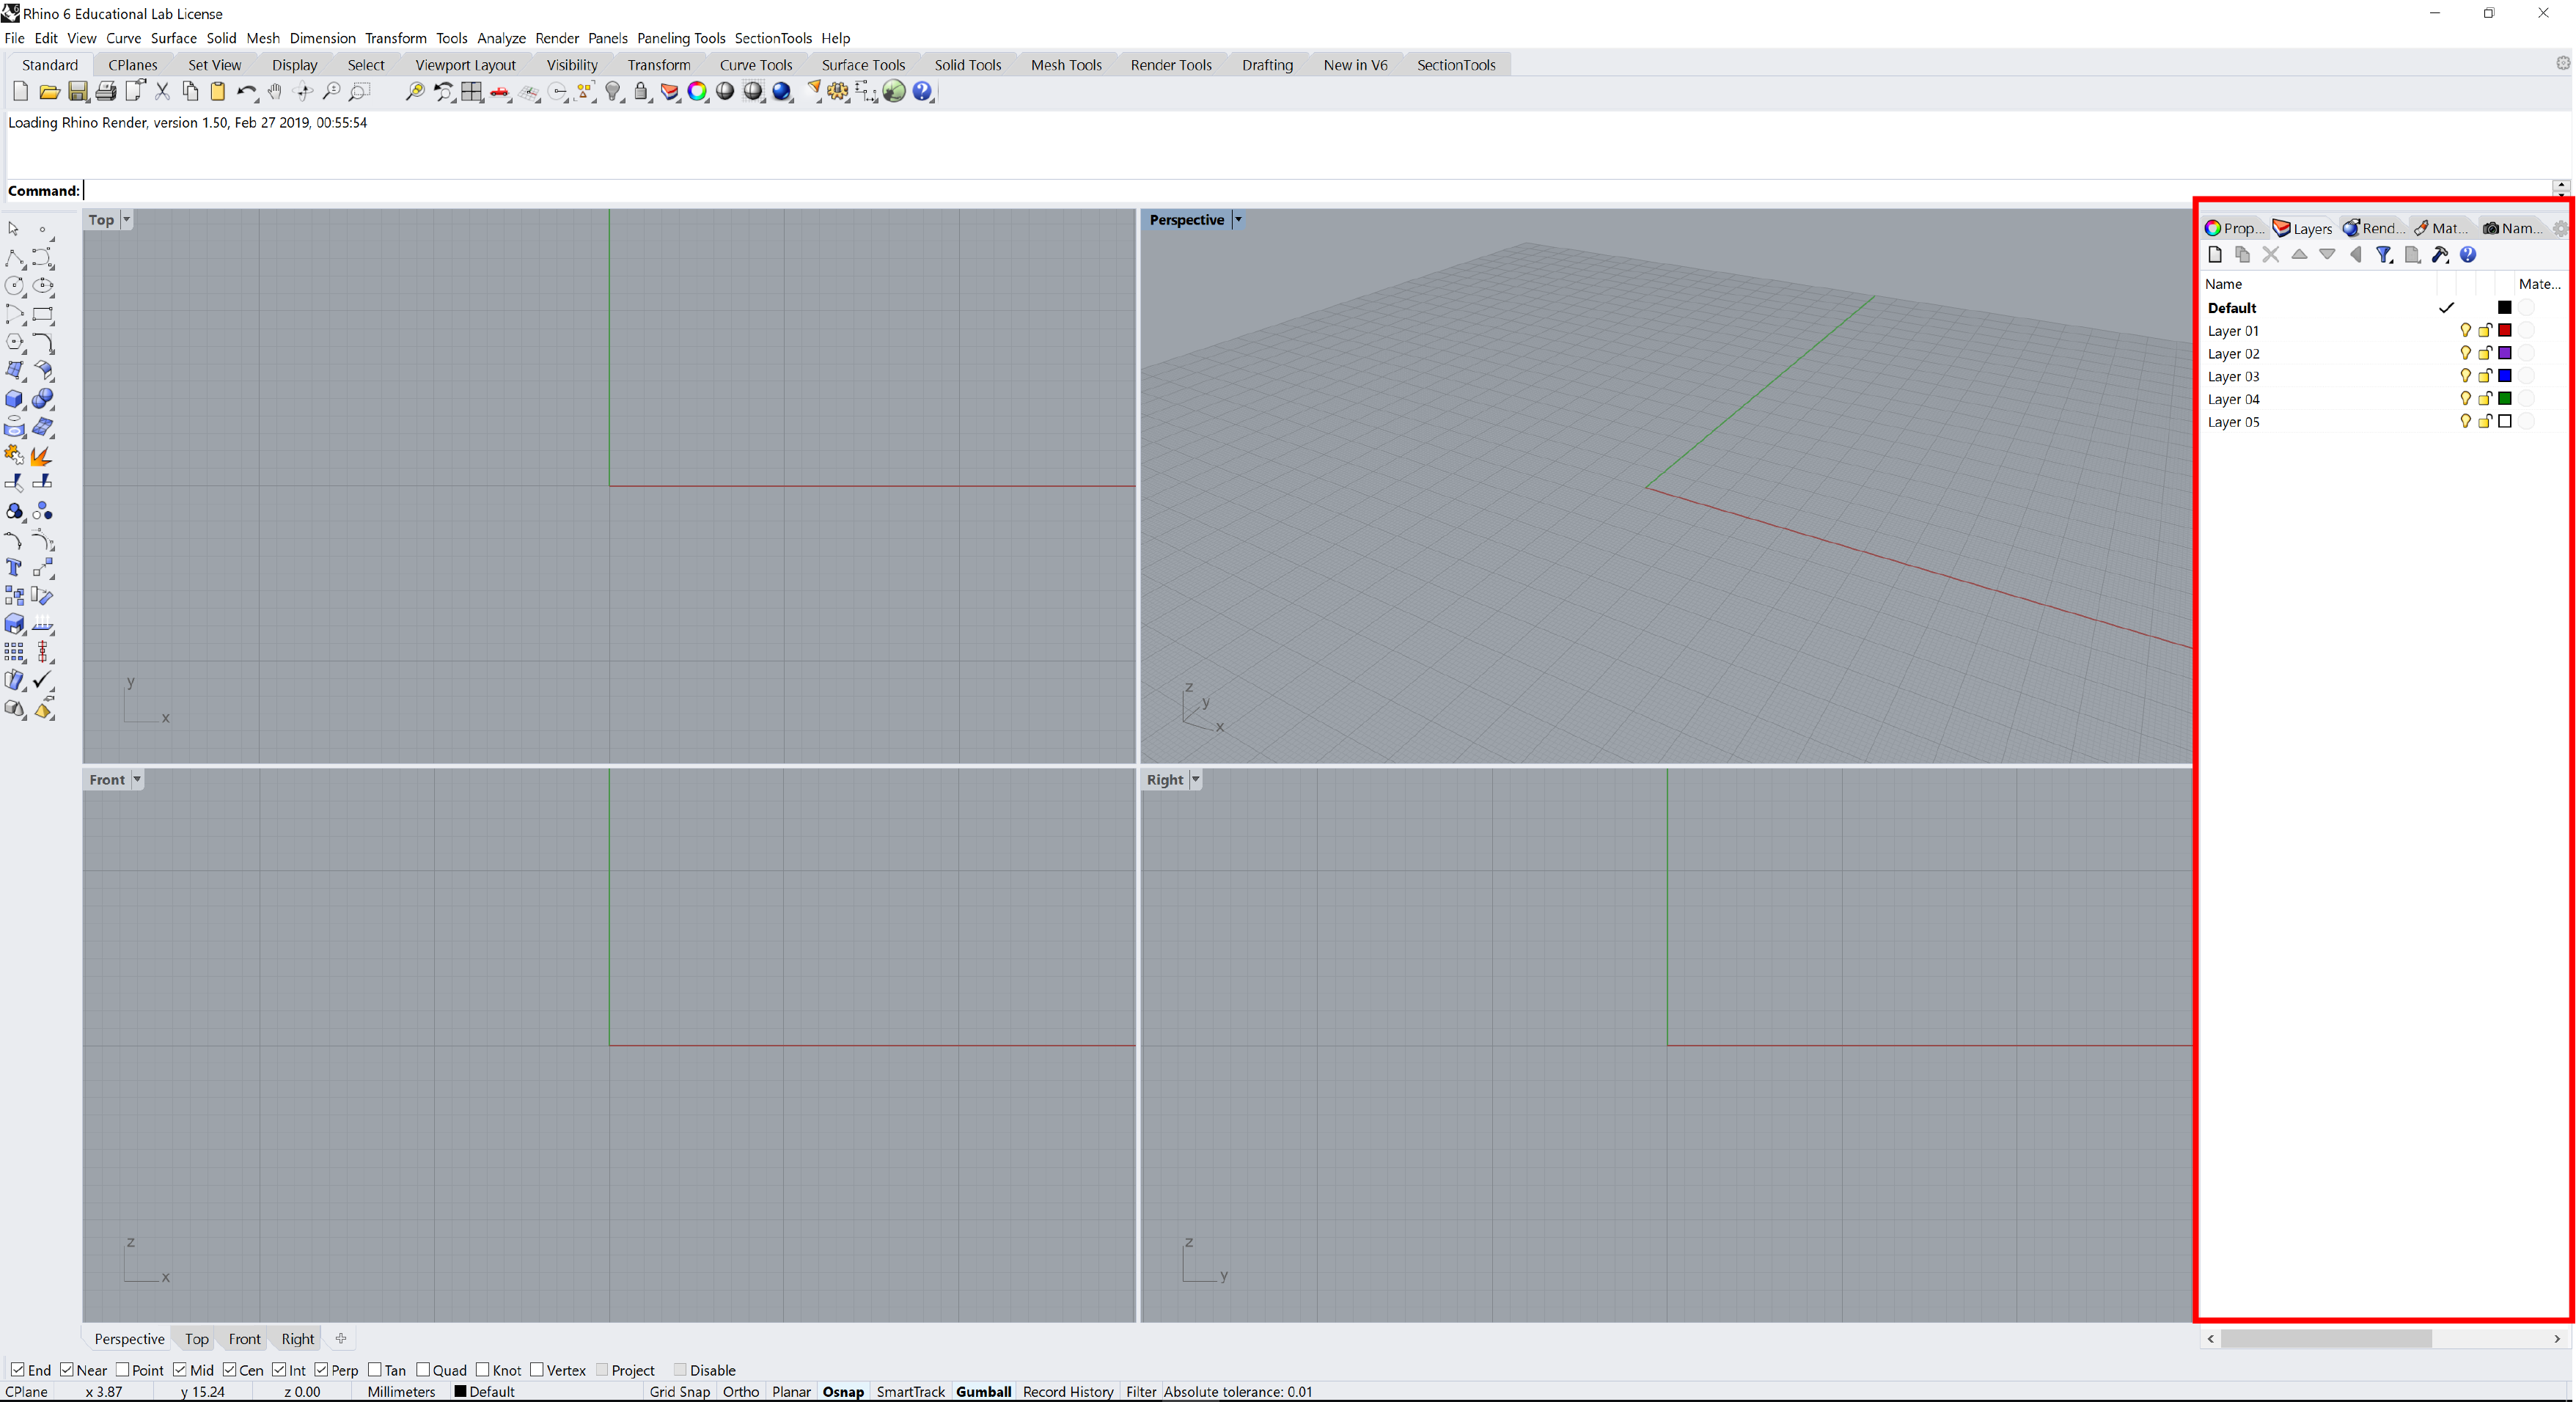 Rhino 6 Educational Lab License
File Edit View Curve Surface Solid Mesh Dimension Transform Tools Analyze Render Panels Paneling Tools SectionTools Help
Standard CPlanes Set View Display Select Viewport Layout Visibility Transform Curve Tools Surface Tools Solid Tools Mesh Tools Render Tools Drafting New in V6 SectionTools
Loading Rhino Render, version 1.50, Feb 27 2019, 00:55:54
Command:
Top
Perspective
Prop... Layers Rend... Mat... Nam...
Name Mate...
Default
Layer 01
Layer 02
Layer 03
Layer 04
Layer 05
y
x
z
y
x
Front
Right
z
x
z
y
Perspective Top Front Right
End Near Point Mid Cen Int Perp Tan Quad Knot Vertex Project Disable
CPlane x 3.87 y 15.24 z 0.00 Millimeters Default Grid Snap Ortho Planar Osnap SmartTrack Gumball Record History Filter Absolute tolerance: 0.01